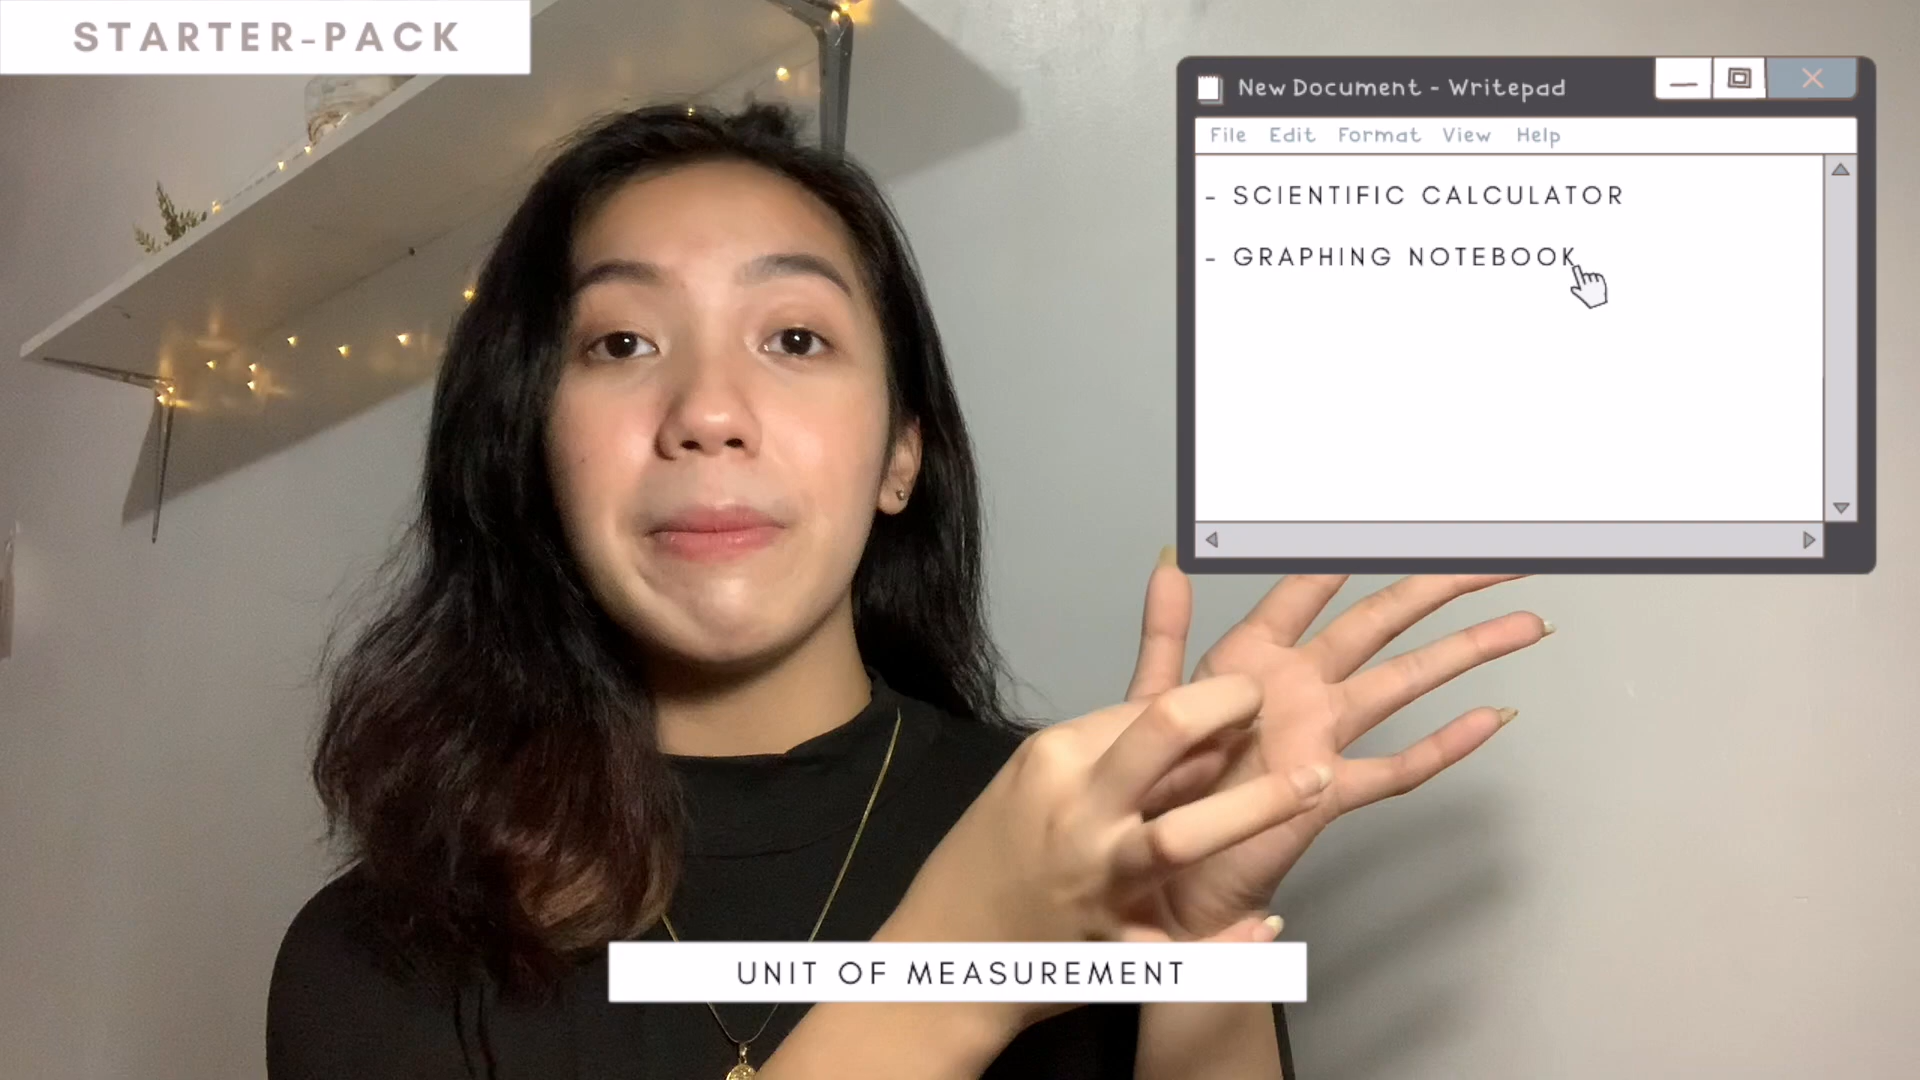 STARTER-PACK
New Document - Writepad
File Edit Format View Help
- SCIENTIFIC CALCULATOR
- GRAPHING NOTEBOOK
UNIT OF MEASUREMENT